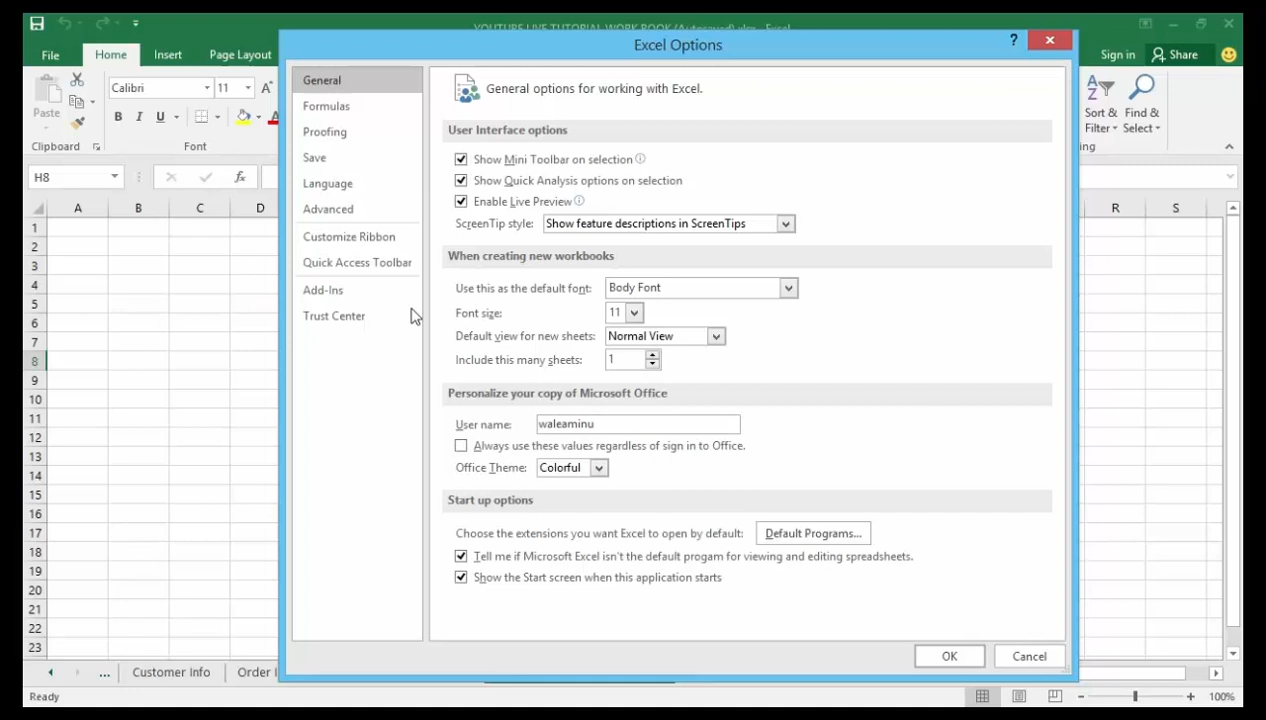 YOUTUBE LIVE TUTORIAL WORK BOOK (Autosaved).xlsx - Excel
Excel Options
?
File
Home
Insert
Page Layout
Sign in
Share
Calibri
11
A
Paste
B
I
U
A
Clipboard
Font
Sort & Filter
Find & Select
ing
H8
fx
A B C D
R S
1
2
3
4
5
6
7
8
9
10
11
12
13
14
15
16
17
18
19
20
21
22
23
General
Formulas
Proofing
Save
Language
Advanced
Customize Ribbon
Quick Access Toolbar
Add-Ins
Trust Center
General options for working with Excel.
User Interface options
Show Mini Toolbar on selection
Show Quick Analysis options on selection
Enable Live Preview
ScreenTip style: Show feature descriptions in ScreenTips
When creating new workbooks
Use this as the default font: Body Font
Font size: 11
Default view for new sheets: Normal View
Include this many sheets: 1
Personalize your copy of Microsoft Office
User name: waleaminu
Always use these values regardless of sign in to Office.
Office Theme: Colorful
Start up options
Choose the extensions you want Excel to open by default: Default Programs...
Tell me if Microsoft Excel isn't the default progam for viewing and editing spreadsheets.
Show the Start screen when this application starts
OK
Cancel
...
Customer Info
Order I
Ready
100%